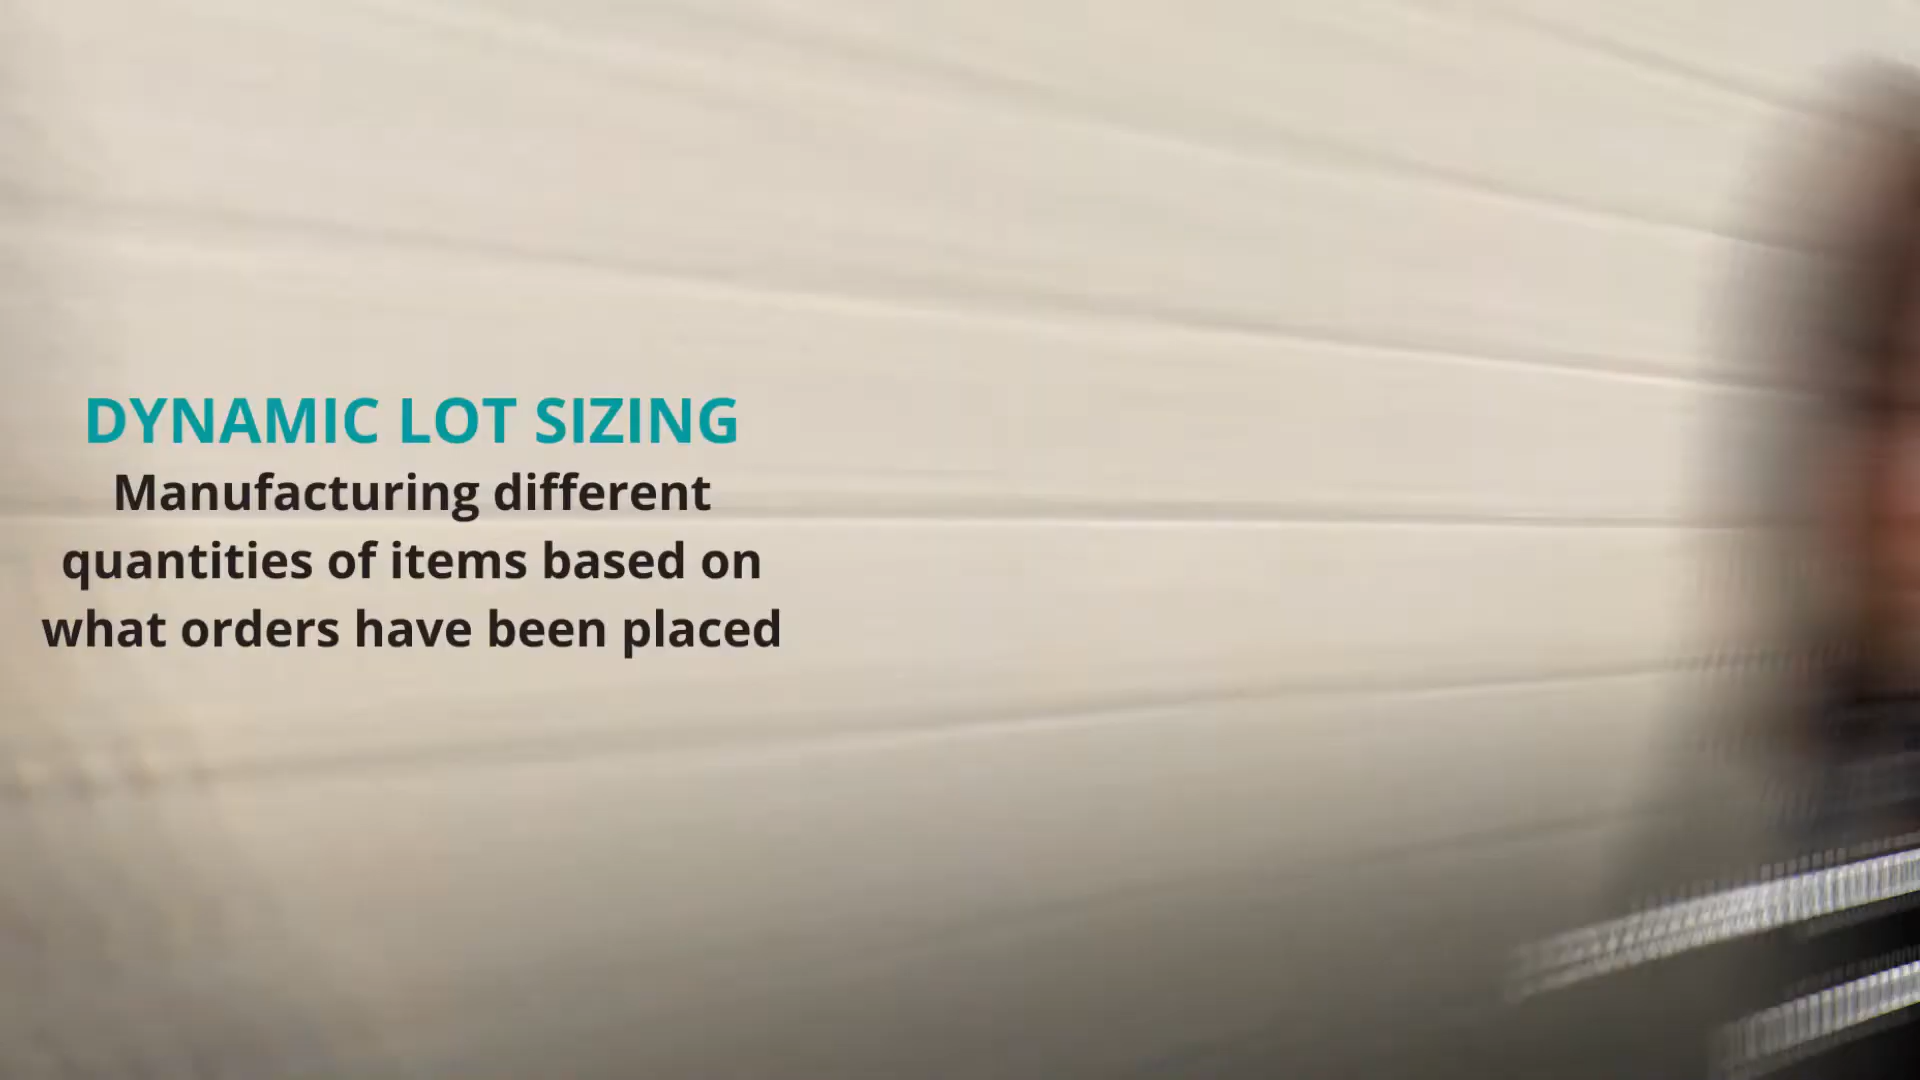 DYNAMIC LOT SIZING
Manufacturing different
quantities of items based on
what orders have been placed